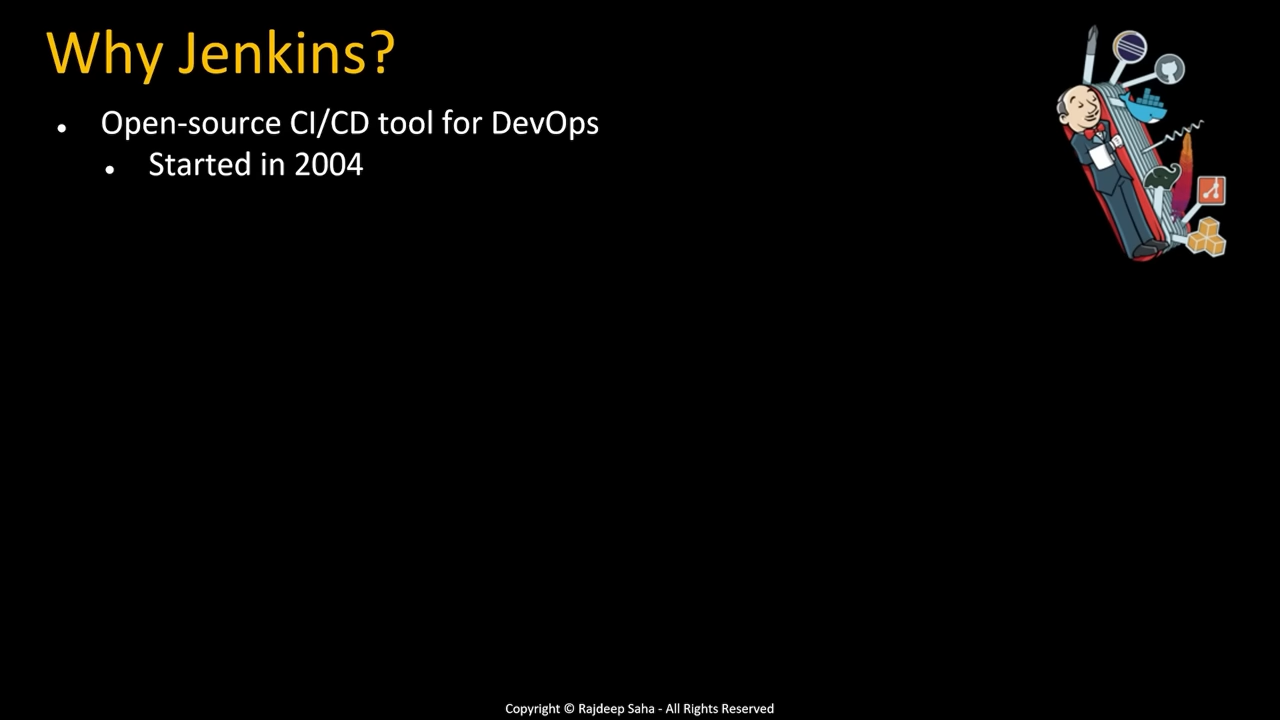 Why Jenkins?
• Open-source CI/CD tool for DevOps
• Started in 2004
Copyright © Rajdeep Saha - All Rights Reserved